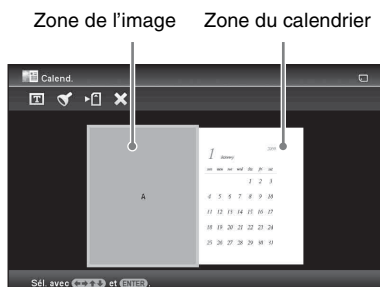 Zone de l'image Zone du calendrier
Calend.
T
A
1 January 2009
sun mon tue wed thu fri sat
1 2 3
4 5 6 7 8 9 10
11 12 13 14 15 16 17
18 19 20 21 22 23 24
25 26 27 28 29 30 31
Sél. avec et ENTER.